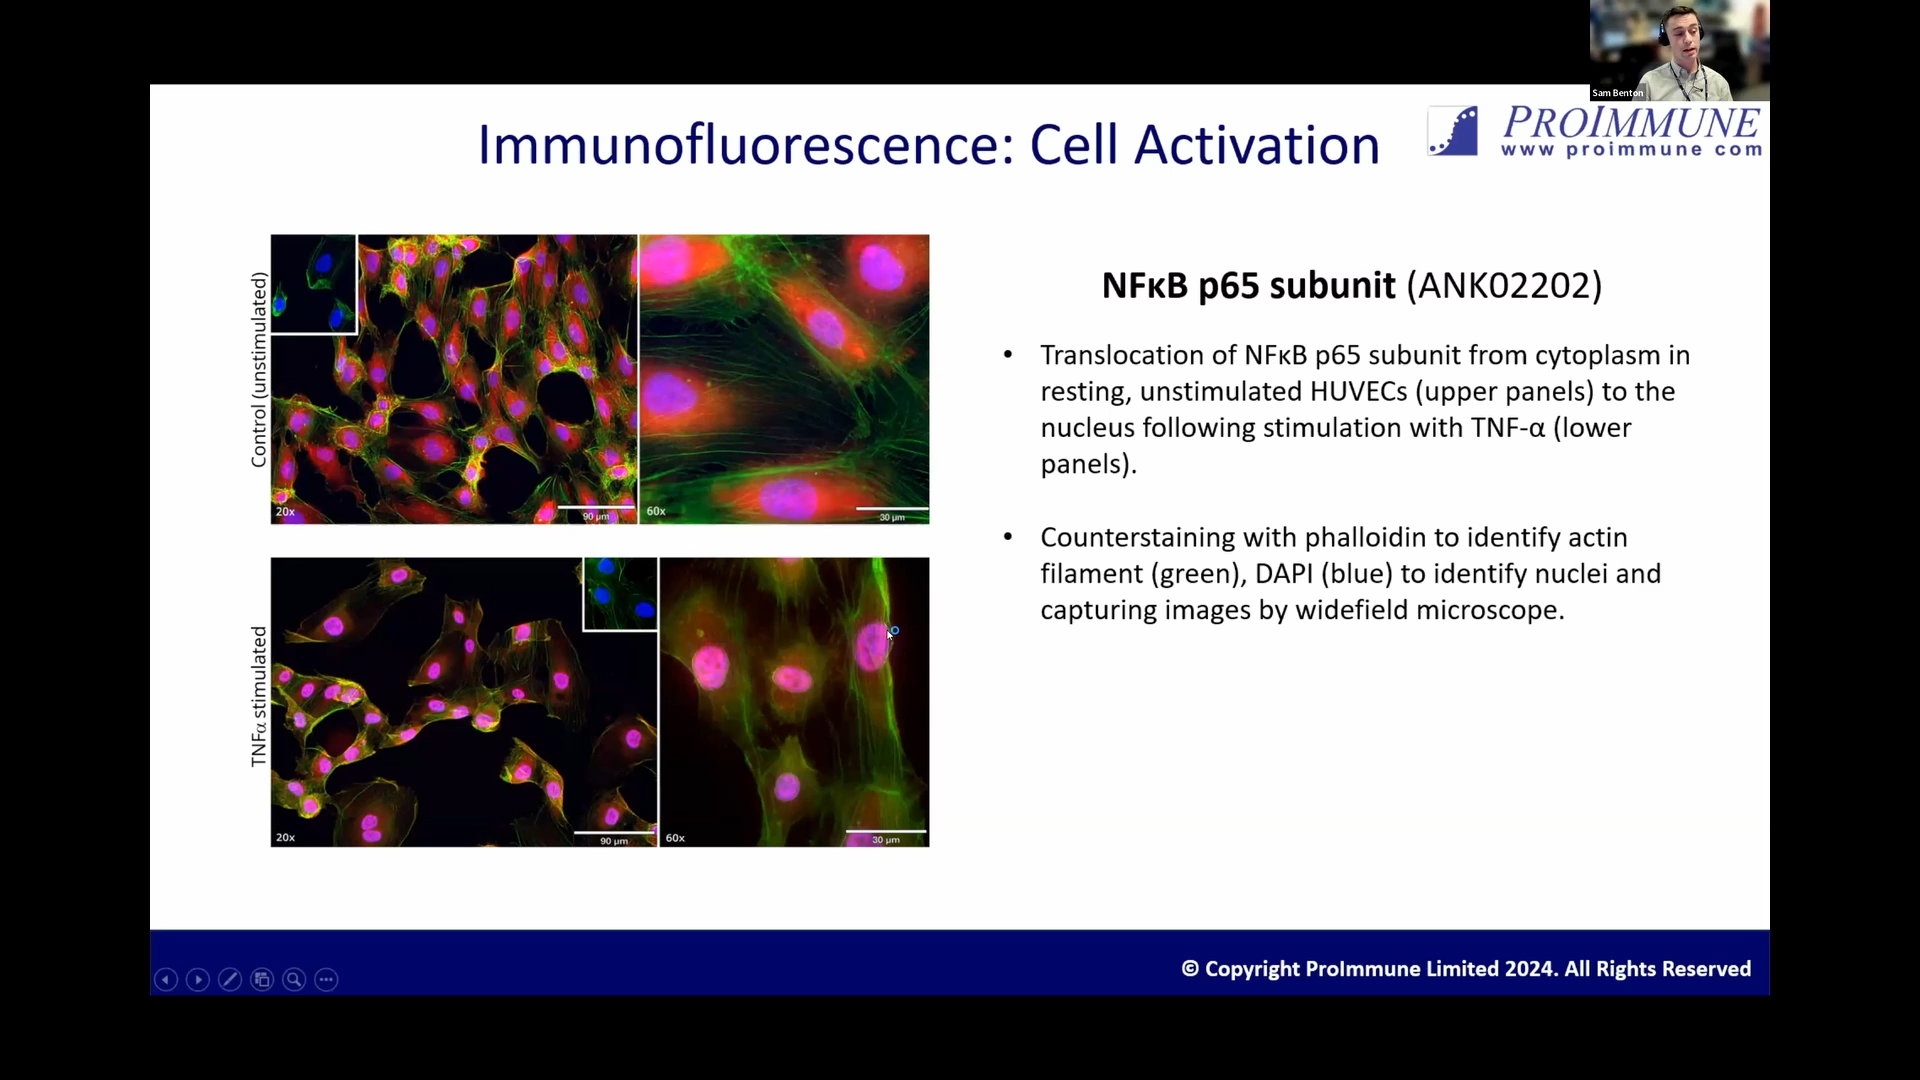 Sam Benton
Immunofluorescence: Cell Activation
PROIMMUNE
www proimmune com
Control (unstimulated)
20x
90 µm
60x
30 µm
TNFα stimulated
20x
90 µm
60x
30 µm
NFκB p65 subunit (ANK02202)
• Translocation of NFκB p65 subunit from cytoplasm in
resting, unstimulated HUVECs (upper panels) to the
nucleus following stimulation with TNF-α (lower
panels).
• Counterstaining with phalloidin to identify actin
filament (green), DAPI (blue) to identify nuclei and
capturing images by widefield microscope.
© Copyright ProImmune Limited 2024. All Rights Reserved